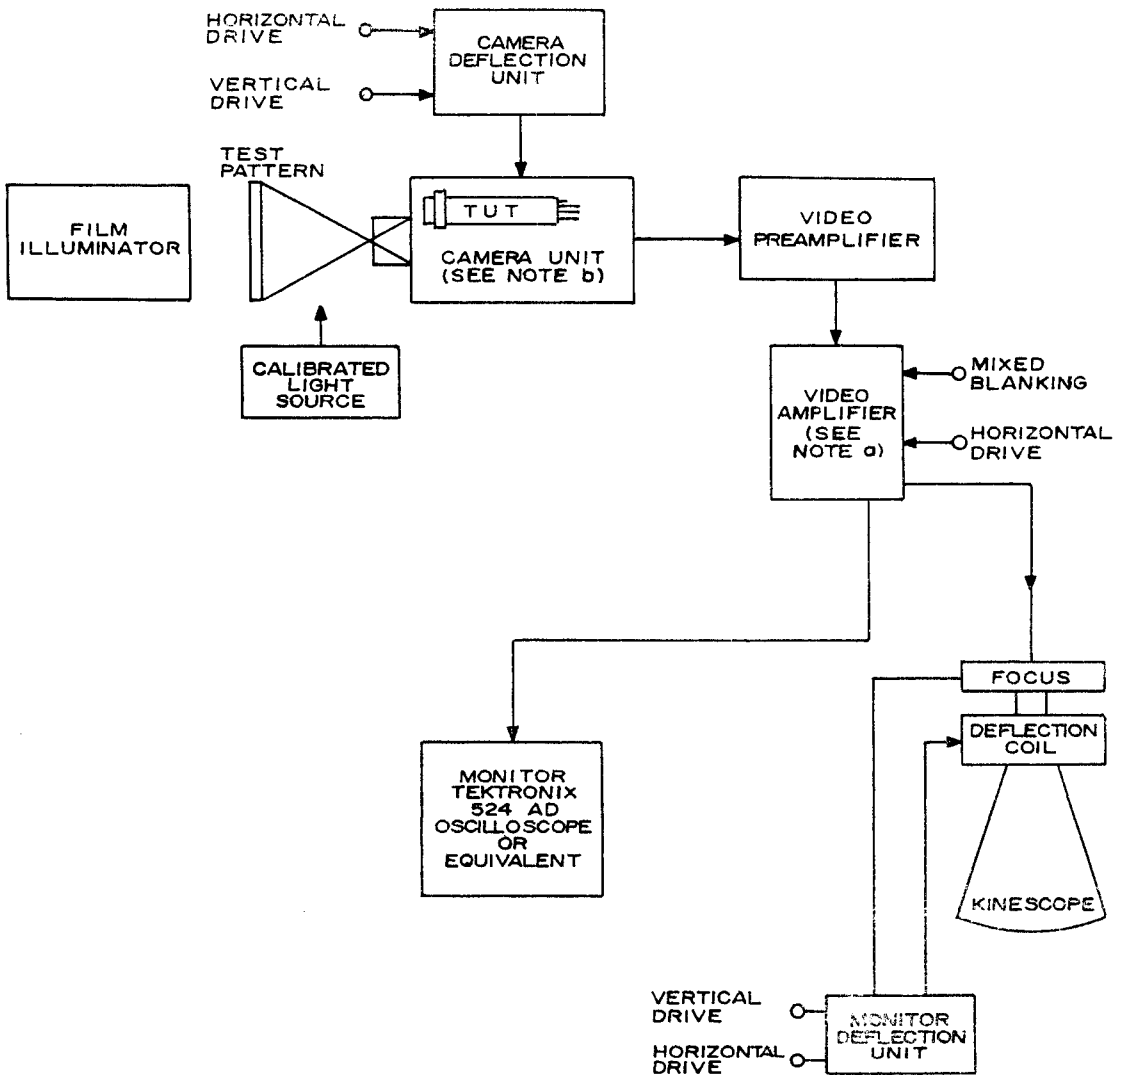 HORIZONTAL
DRIVE
CAMERA
DEFLECTION
UNIT
VERTICAL
DRIVE
TEST
PATTERN
FILM
ILLUMINATOR
TUT
CAMERA UNIT
(SEE NOTE b)
VIDEO
PREAMPLIFIER
CALIBRATED
LIGHT
SOURCE
VIDEO
AMPLIFIER
(SEE
NOTE a)
MIXED
BLANKING
HORIZONTAL
DRIVE
FOCUS
DEFLECTION
COIL
MONITOR
TEKTRONIX
524 AD
OSCILLOSCOPE
OR
EQUIVALENT
KINESCOPE
VERTICAL
DRIVE
MONITOR
DEFLECTION
UNIT
HORIZONTAL
DRIVE